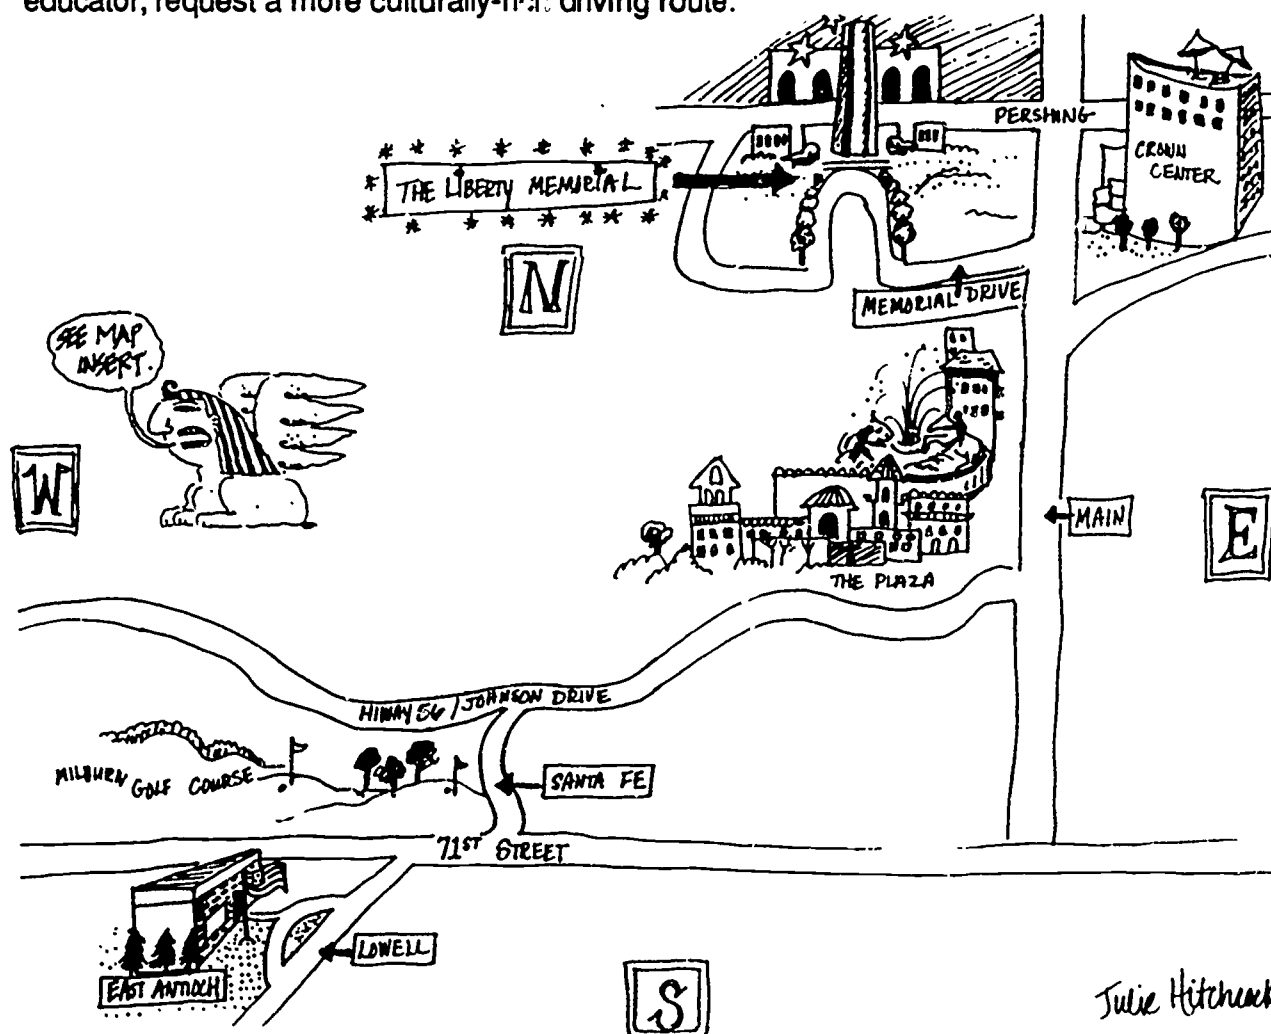 educator, request a more culturally-rich driving route.
PERSHING
CROWN
CENTER
THE LIBERTY MEMORIAL
N
MEMORIAL DRIVE
SEE MAP
INSERT.
W
MAIN
E
THE PLAZA
HIWAY 56 / JOHNSON DRIVE
MILBURN GOLF COURSE
SANTA FE
71ST STREET
LOWELL
EAST ANTIOCH
S
Julie Hitchcock